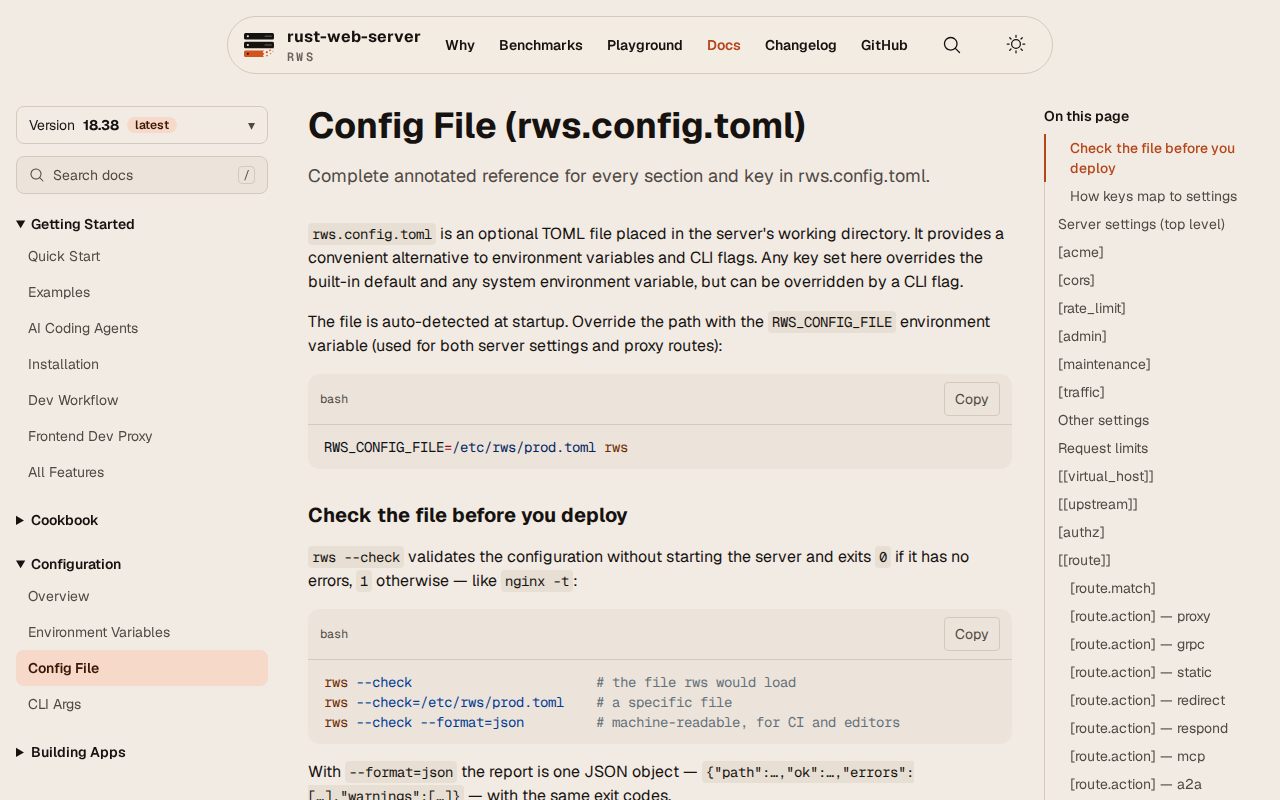 rust-web-server
RWS
Why
Benchmarks
Playground
Docs
Changelog
GitHub
Version 18.38 latest
Search docs /
Getting Started
Quick Start
Examples
AI Coding Agents
Installation
Dev Workflow
Frontend Dev Proxy
All Features
Cookbook
Configuration
Overview
Environment Variables
Config File
CLI Args
Building Apps
Config File (rws.config.toml)
Complete annotated reference for every section and key in rws.config.toml.
rws.config.toml is an optional TOML file placed in the server's working directory. It provides a
convenient alternative to environment variables and CLI flags. Any key set here overrides the
built-in default and any system environment variable, but can be overridden by a CLI flag.
The file is auto-detected at startup. Override the path with the RWS_CONFIG_FILE environment
variable (used for both server settings and proxy routes):
bash
Copy
RWS_CONFIG_FILE=/etc/rws/prod.toml rws
Check the file before you deploy
rws --check validates the configuration without starting the server and exits 0 if it has no
errors, 1 otherwise — like nginx -t:
bash
Copy
rws --check # the file rws would load
rws --check=/etc/rws/prod.toml # a specific file
rws --check --format=json # machine-readable, for CI and editors
With --format=json the report is one JSON object — {"path":…,"ok":…,"errors":
[…],"warnings":[…]} — with the same exit codes.
On this page
Check the file before you
deploy
How keys map to settings
Server settings (top level)
[acme]
[cors]
[rate_limit]
[admin]
[maintenance]
[traffic]
Other settings
Request limits
[[virtual_host]]
[[upstream]]
[authz]
[[route]]
[route.match]
[route.action] — proxy
[route.action] — grpc
[route.action] — static
[route.action] — redirect
[route.action] — respond
[route.action] — mcp
[route.action] — a2a